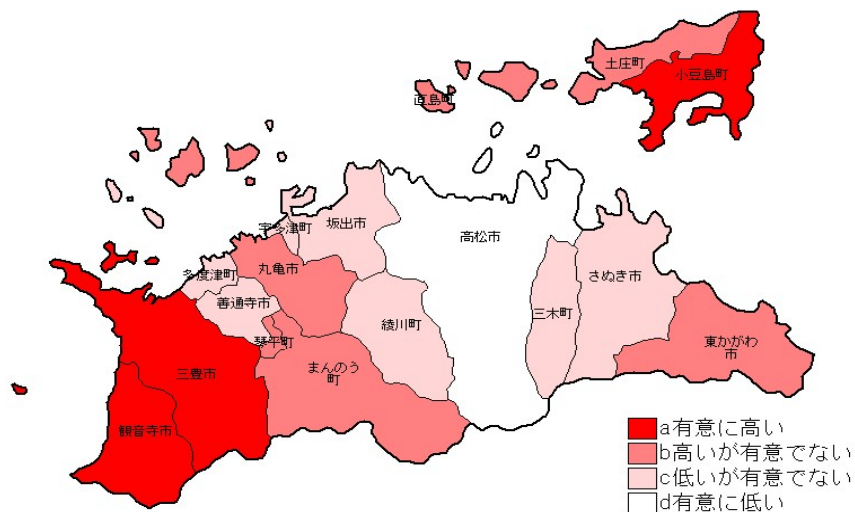 土庄町
小豆島町
直島町
宇多津町
坂出市
高松市
多度津町
丸亀市
さぬき市
善通寺市
綾川町
三木町
琴平町
東かがわ
市
三豊市
まんのう
町
観音寺市
a有意に高い
b高いが有意でない
c低いが有意でない
d有意に低い